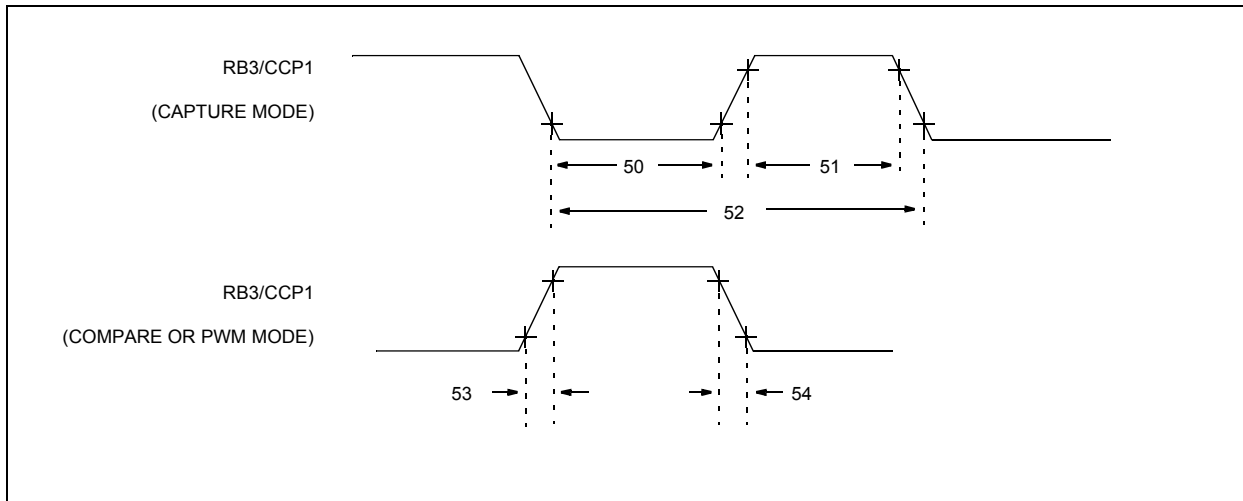 RB3/CCP1
(CAPTURE MODE)
50
51
52
RB3/CCP1
(COMPARE OR PWM MODE)
53
54